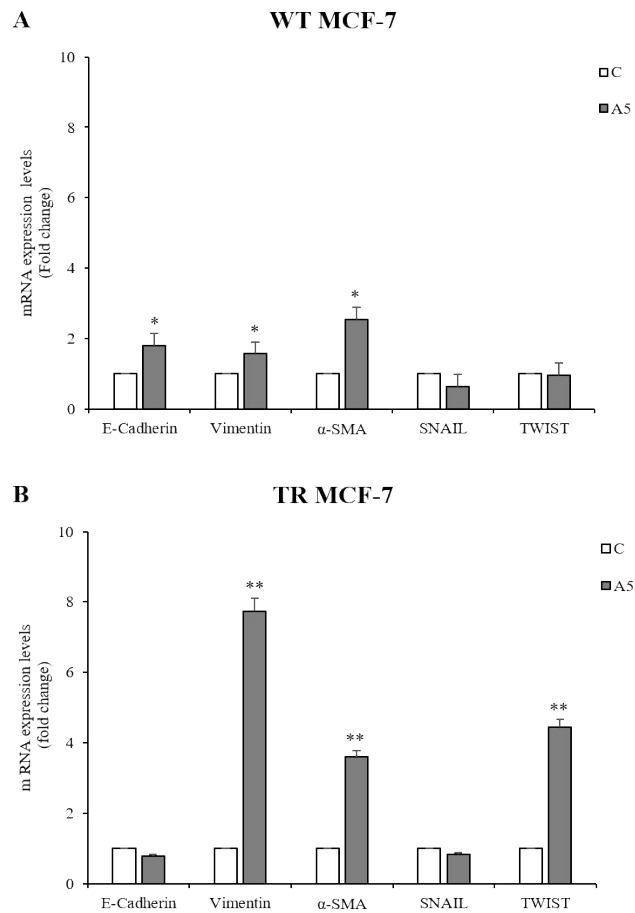 A
WT MCF-7
mRNA expression levels
(Fold change)
10
8
6
4
2
0
*
*
*
C
A5
E-Cadherin Vimentin α-SMA SNAIL TWIST
B
TR MCF-7
m RNA expression levels
(fold change)
10
8
6
4
2
0
**
**
**
C
A5
E-Cadherin Vimentin α-SMA SNAIL TWIST